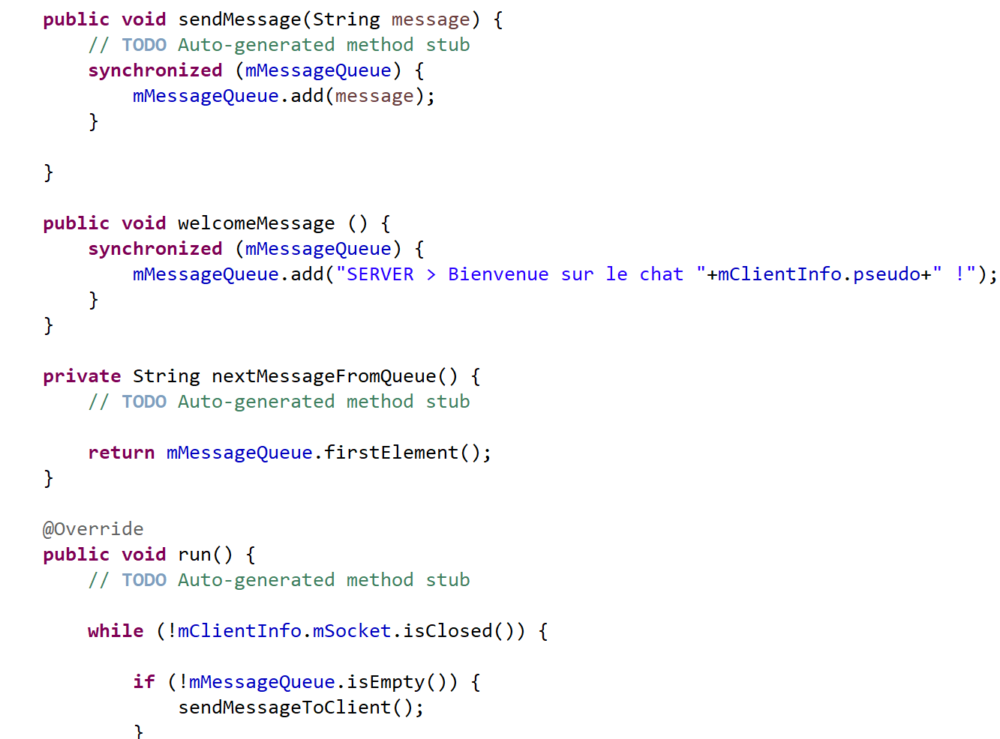 public void sendMessage(String message) {
// TODO Auto-generated method stub
synchronized (mMessageQueue) {
mMessageQueue.add(message);
}
}
public void welcomeMessage () {
synchronized (mMessageQueue) {
mMessageQueue.add("SERVER > Bienvenue sur le chat "+mClientInfo.pseudo+" !");
}
}
private String nextMessageFromQueue() {
// TODO Auto-generated method stub
return mMessageQueue.firstElement();
}
@Override
public void run() {
// TODO Auto-generated method stub
while (!mClientInfo.mSocket.isClosed()) {
if (!mMessageQueue.isEmpty()) {
sendMessageToClient();
}